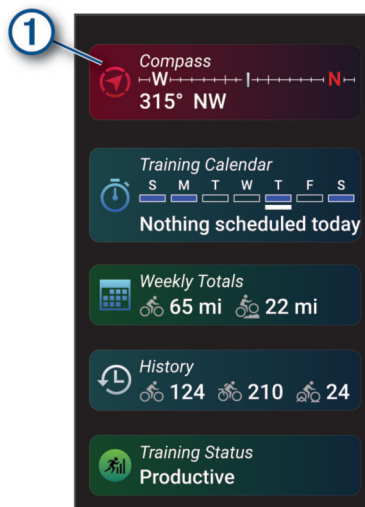 1
Compass
W N
315° NW
Training Calendar
S M T W T F S
Nothing scheduled today
Weekly Totals
65 mi 22 mi
History
124 210 24
Training Status
Productive